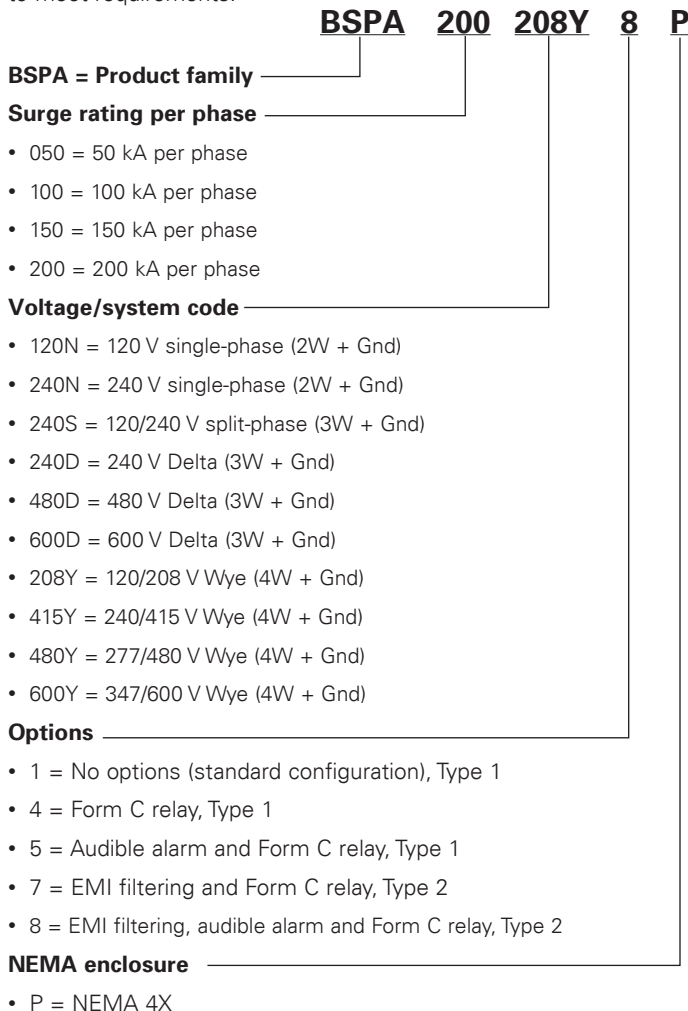 to meet requirements.
BSPA 200 208Y 8 P
BSPA = Product family
Surge rating per phase
• 050 = 50 kA per phase
• 100 = 100 kA per phase
• 150 = 150 kA per phase
• 200 = 200 kA per phase
Voltage/system code
• 120N = 120 V single-phase (2W + Gnd)
• 240N = 240 V single-phase (2W + Gnd)
• 240S = 120/240 V split-phase (3W + Gnd)
• 240D = 240 V Delta (3W + Gnd)
• 480D = 480 V Delta (3W + Gnd)
• 600D = 600 V Delta (3W + Gnd)
• 208Y = 120/208 V Wye (4W + Gnd)
• 415Y = 240/415 V Wye (4W + Gnd)
• 480Y = 277/480 V Wye (4W + Gnd)
• 600Y = 347/600 V Wye (4W + Gnd)
Options
• 1 = No options (standard configuration), Type 1
• 4 = Form C relay, Type 1
• 5 = Audible alarm and Form C relay, Type 1
• 7 = EMI filtering and Form C relay, Type 2
• 8 = EMI filtering, audible alarm and Form C relay, Type 2
NEMA enclosure
• P = NEMA 4X